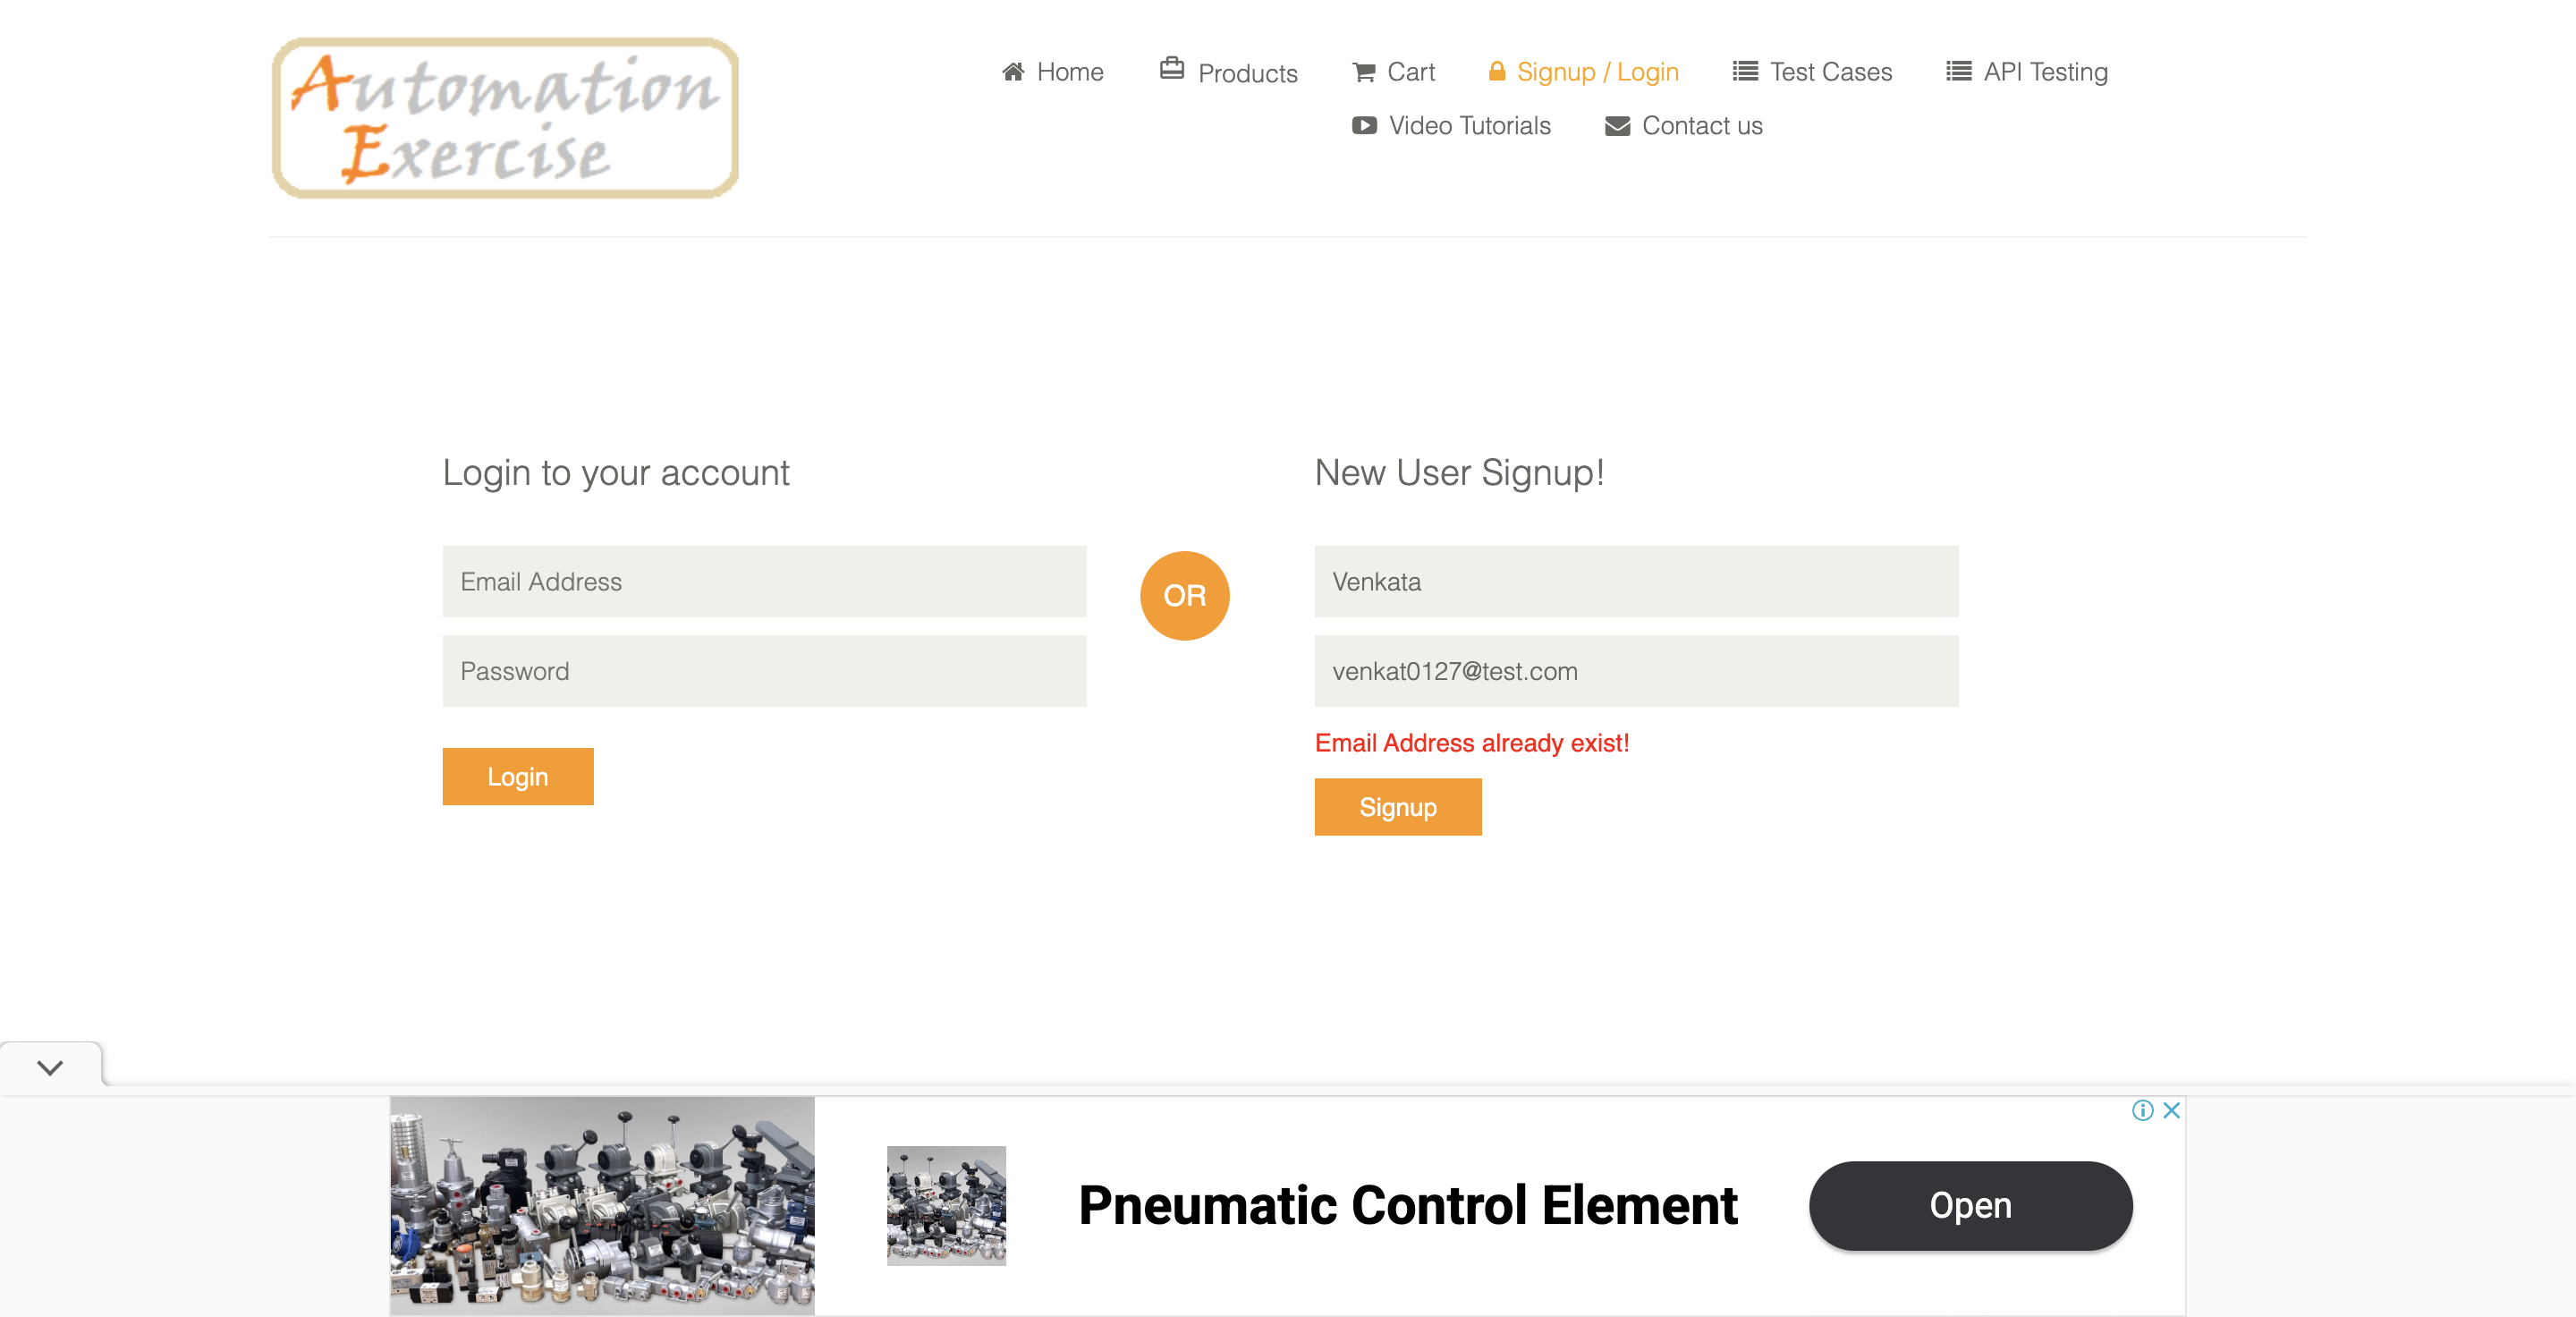 Automation
Exercise
Home
Products
Cart
Signup / Login
Test Cases
API Testing
Video Tutorials
Contact us
Login to your account
Email Address
Password
Login
OR
New User Signup!
Venkata
venkat0127@test.com
Email Address already exist!
Signup
Pneumatic Control Element
Open